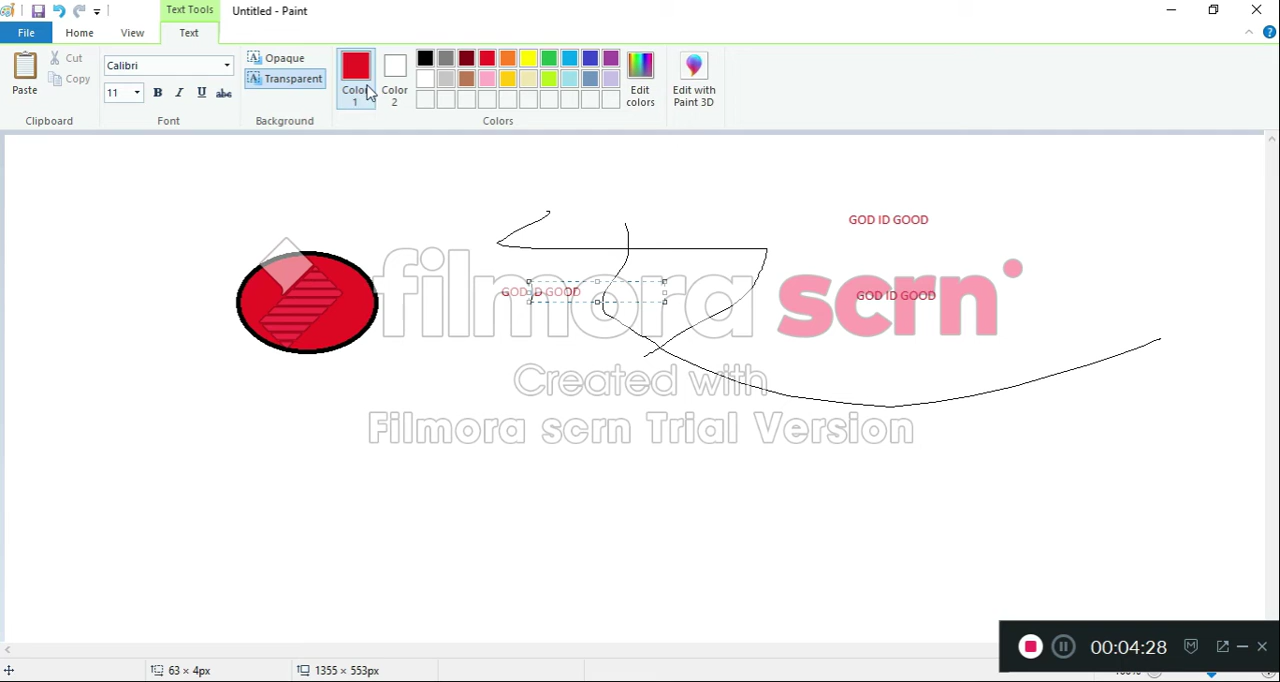 Text Tools
Untitled - Paint
File
Home
View
Text
Paste
Cut
Copy
Clipboard
Calibri
11
B I U abc
Font
Opaque
Transparent
Background
Color 1
Color 2
Edit colors
Colors
Edit with Paint 3D
GOD ID GOOD
GOD ID GOOD
GOD ID GOOD
filmora scrn
Created with
Filmora scrn Trial Version
00:04:28
63 × 4px
1355 × 553px